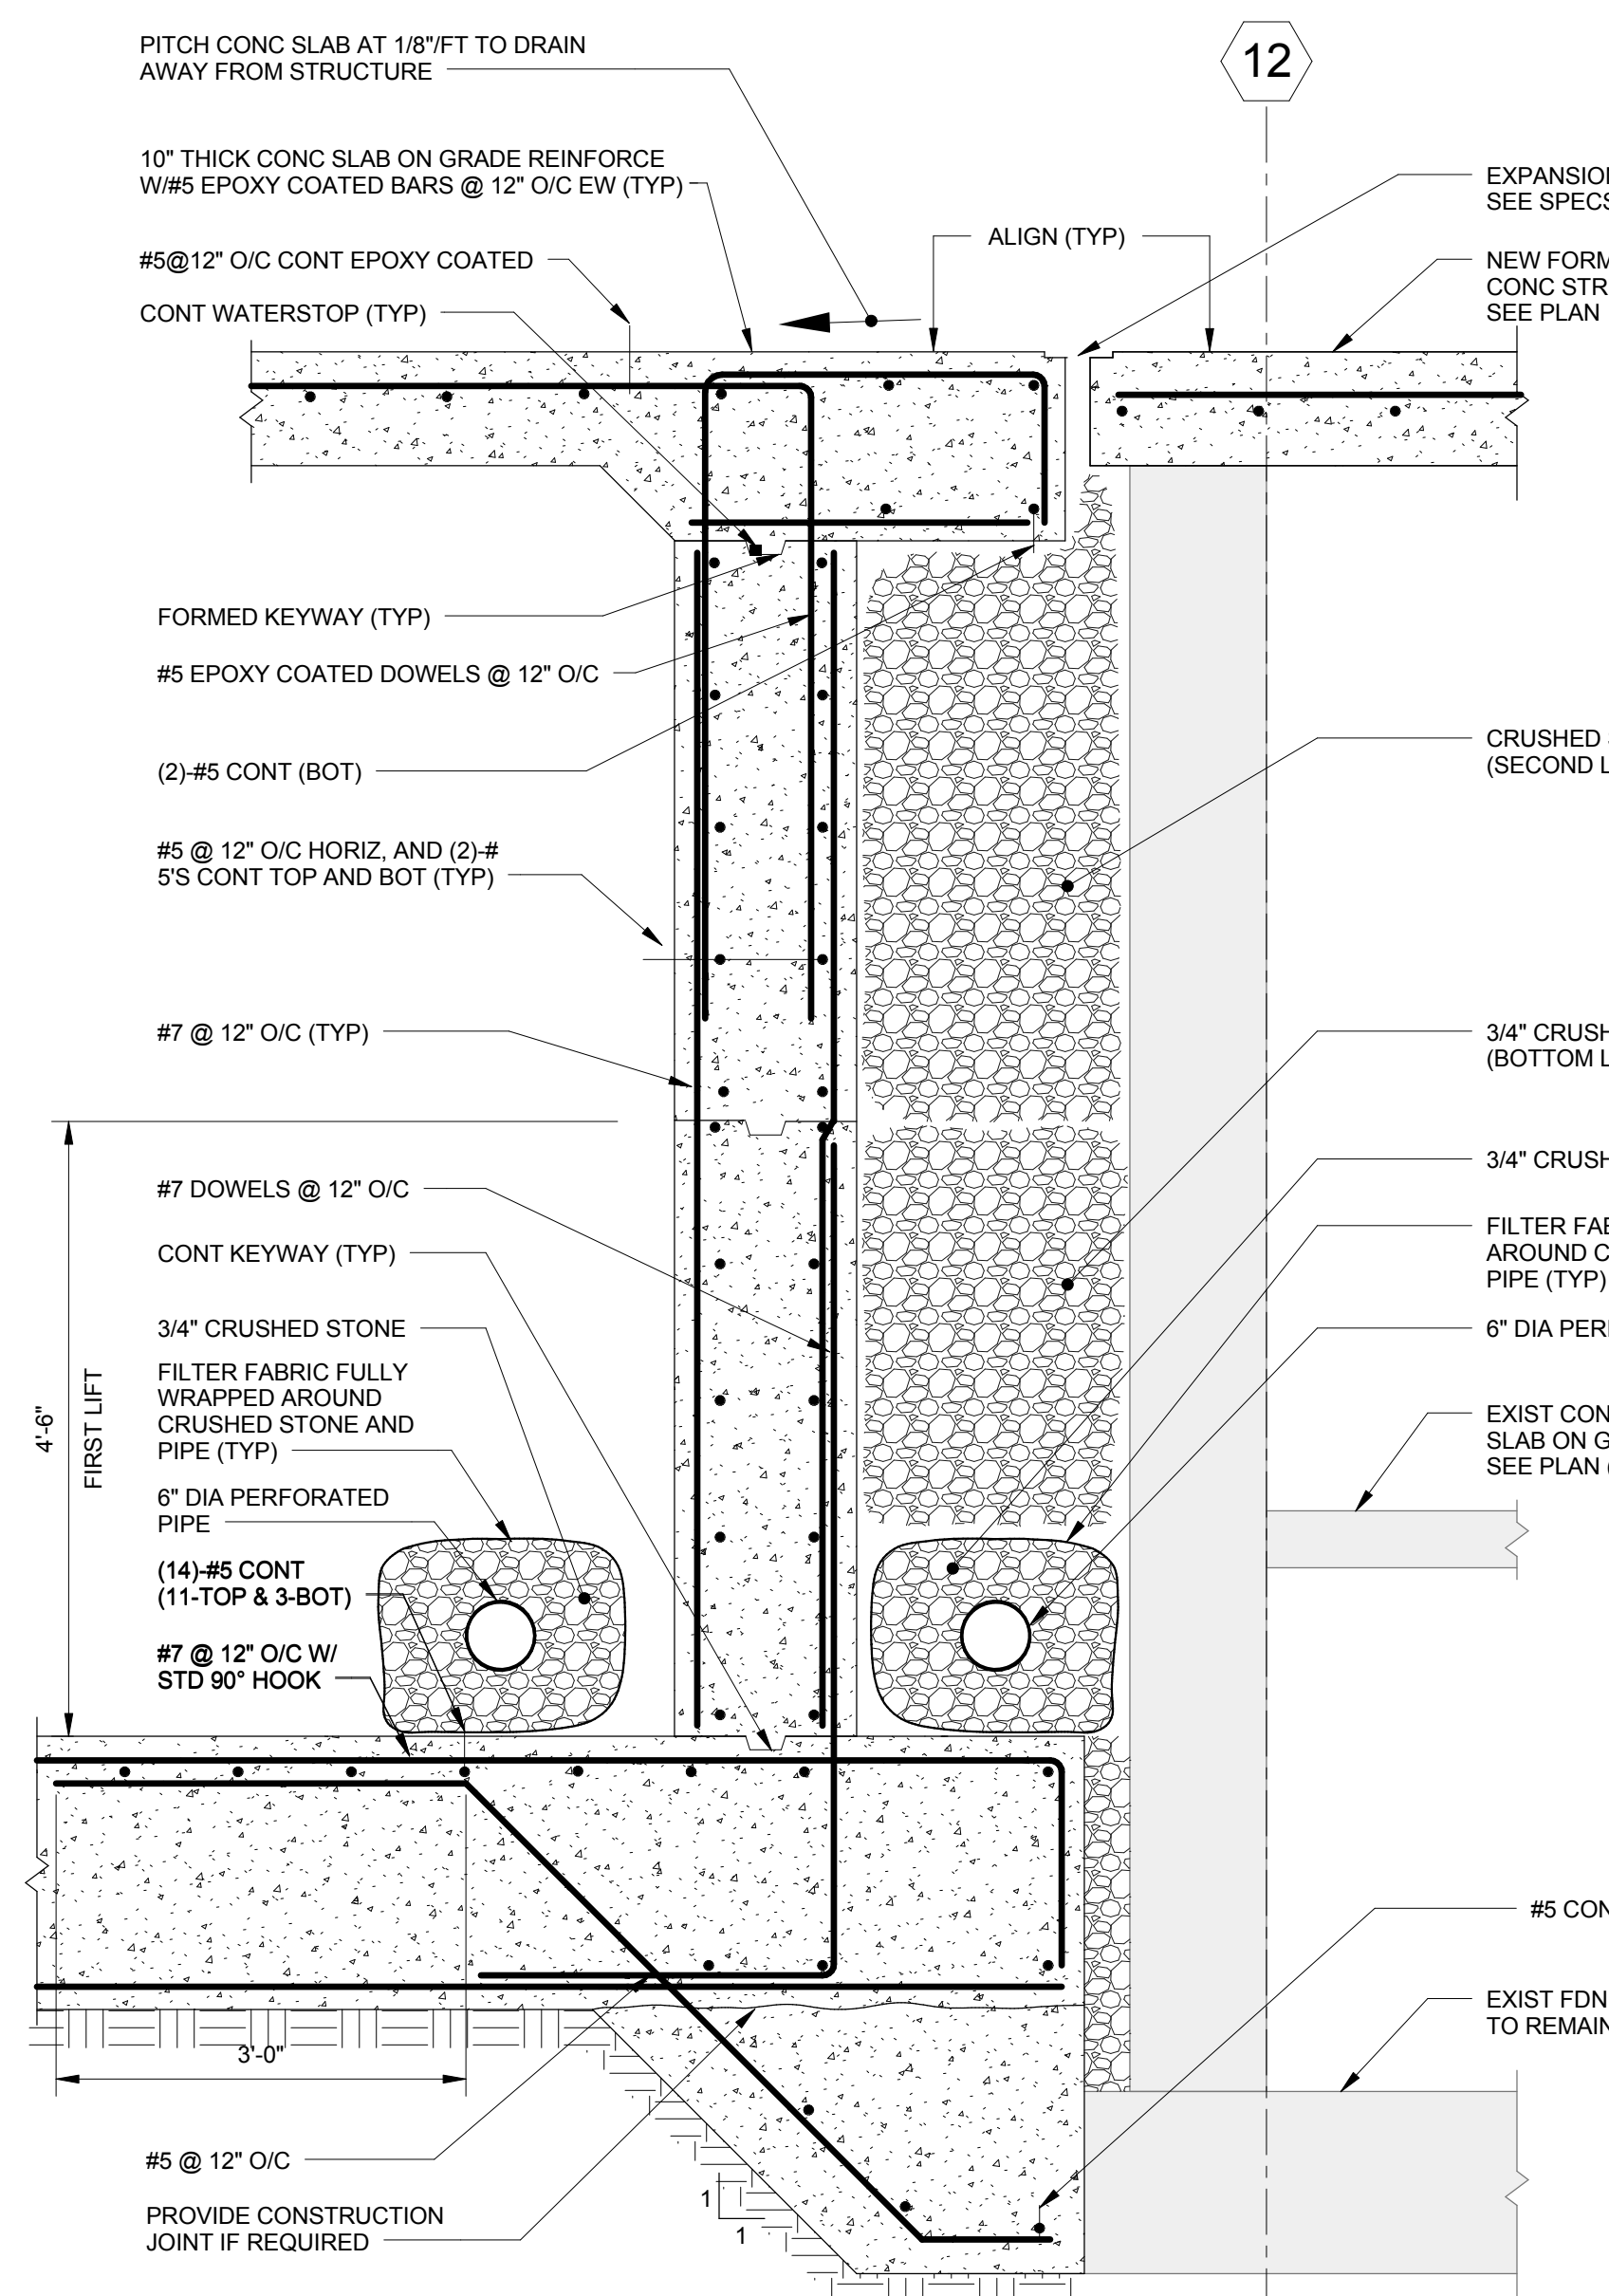 PITCH CONC SLAB AT 1/8"/FT TO DRAIN
AWAY FROM STRUCTURE
12
10" THICK CONC SLAB ON GRADE REINFORCE
W/#5 EPOXY COATED BARS @ 12" O/C EW (TYP)
#5@12" O/C CONT EPOXY COATED
CONT WATERSTOP (TYP)
ALIGN (TYP)
SEE SPECS
NEW FORM
CONC STR
SEE PLAN
FORMED KEYWAY (TYP)
#5 EPOXY COATED DOWELS @ 12" O/C
(2)-#5 CONT (BOT)
#5 @ 12" O/C HORIZ, AND (2)-#
5'S CONT TOP AND BOT (TYP)
#7 @ 12" O/C (TYP)
CRUSHED
(SECOND L
3/4" CRUSH
(BOTTOM L
3/4" CRUSH
FILTER FAB
AROUND C
PIPE (TYP)
6" DIA PER
EXIST CON
SLAB ON G
SEE PLAN (
#7 DOWELS @ 12" O/C
CONT KEYWAY (TYP)
3/4" CRUSHED STONE
FILTER FABRIC FULLY
WRAPPED AROUND
CRUSHED STONE AND
PIPE (TYP)
6" DIA PERFORATED
PIPE
(14)-#5 CONT
(11-TOP & 3-BOT)
#7 @ 12" O/C W/
STD 90° HOOK
4'-6"
FIRST LIFT
#5 CON
EXIST FDN
TO REMAIN
3'-0"
#5 @ 12" O/C
PROVIDE CONSTRUCTION
JOINT IF REQUIRED
1
1